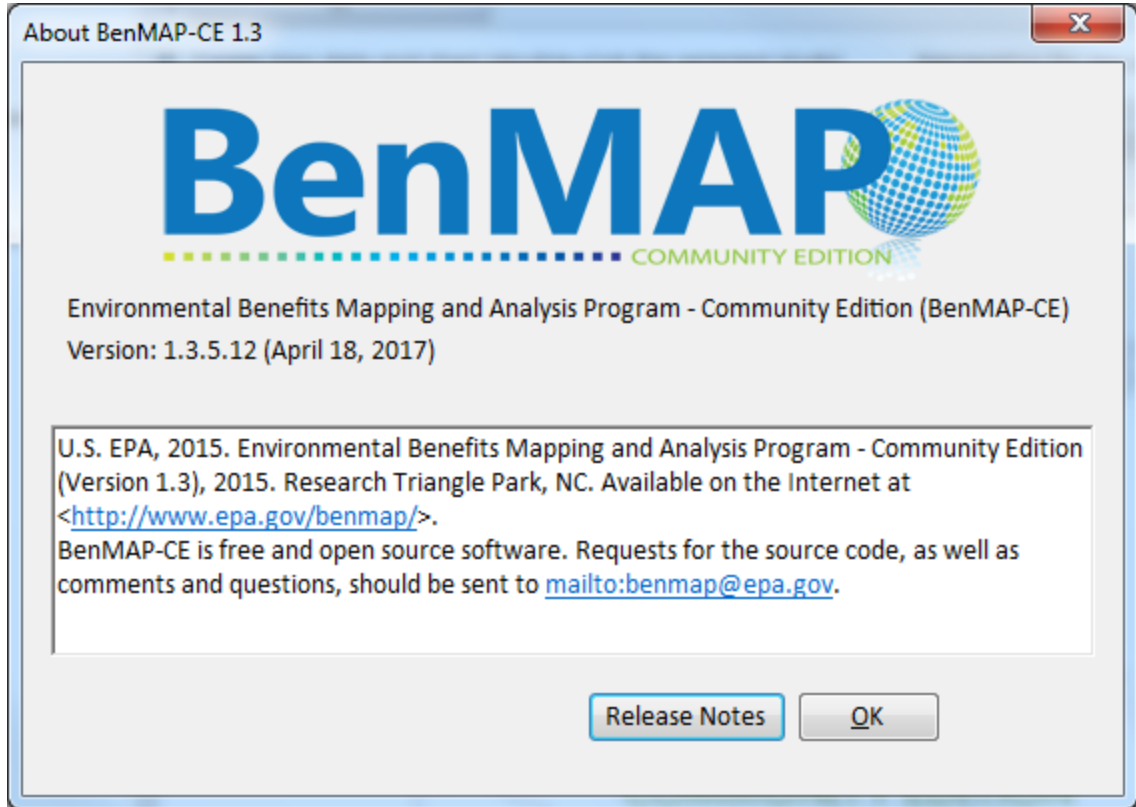 About BenMAP-CE 1.3
BenMAP
COMMUNITY EDITION
Environmental Benefits Mapping and Analysis Program - Community Edition (BenMAP-CE)
Version: 1.3.5.12 (April 18, 2017)
U.S. EPA, 2015. Environmental Benefits Mapping and Analysis Program - Community Edition
(Version 1.3), 2015. Research Triangle Park, NC. Available on the Internet at
<http://www.epa.gov/benmap/>.
BenMAP-CE is free and open source software. Requests for the source code, as well as
comments and questions, should be sent to mailto:benmap@epa.gov.
Release Notes
OK